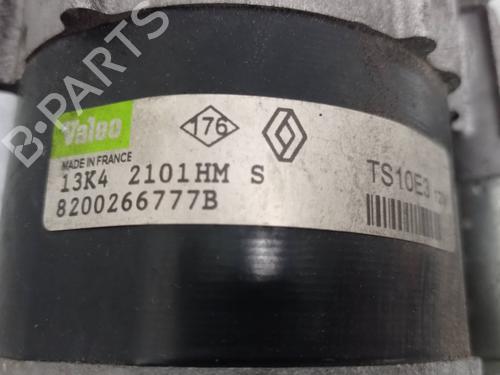 B-PARTS
Valeo
176
MADE IN FRANCE
13K4 2101HM S
TS10E3
8200266777B